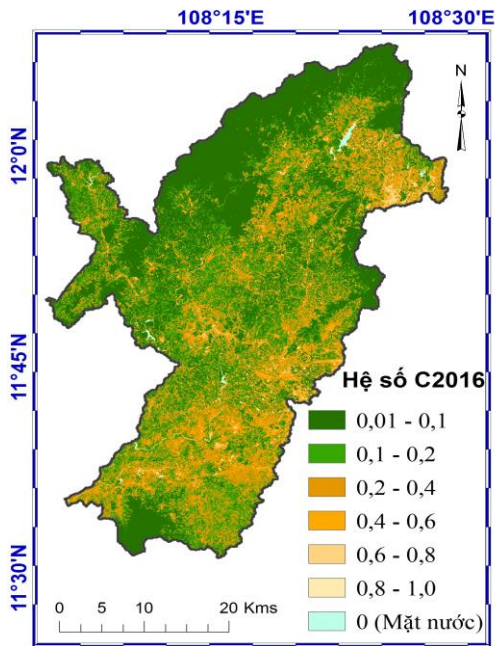 108°15'E 108°30'E
N
12°0'N
11°45'N
11°30'N
Hệ số C2016
0,01 - 0,1
0,1 - 0,2
0,2 - 0,4
0,4 - 0,6
0,6 - 0,8
0,8 - 1,0
0 (Mặt nước)
0 5 10 20 Kms